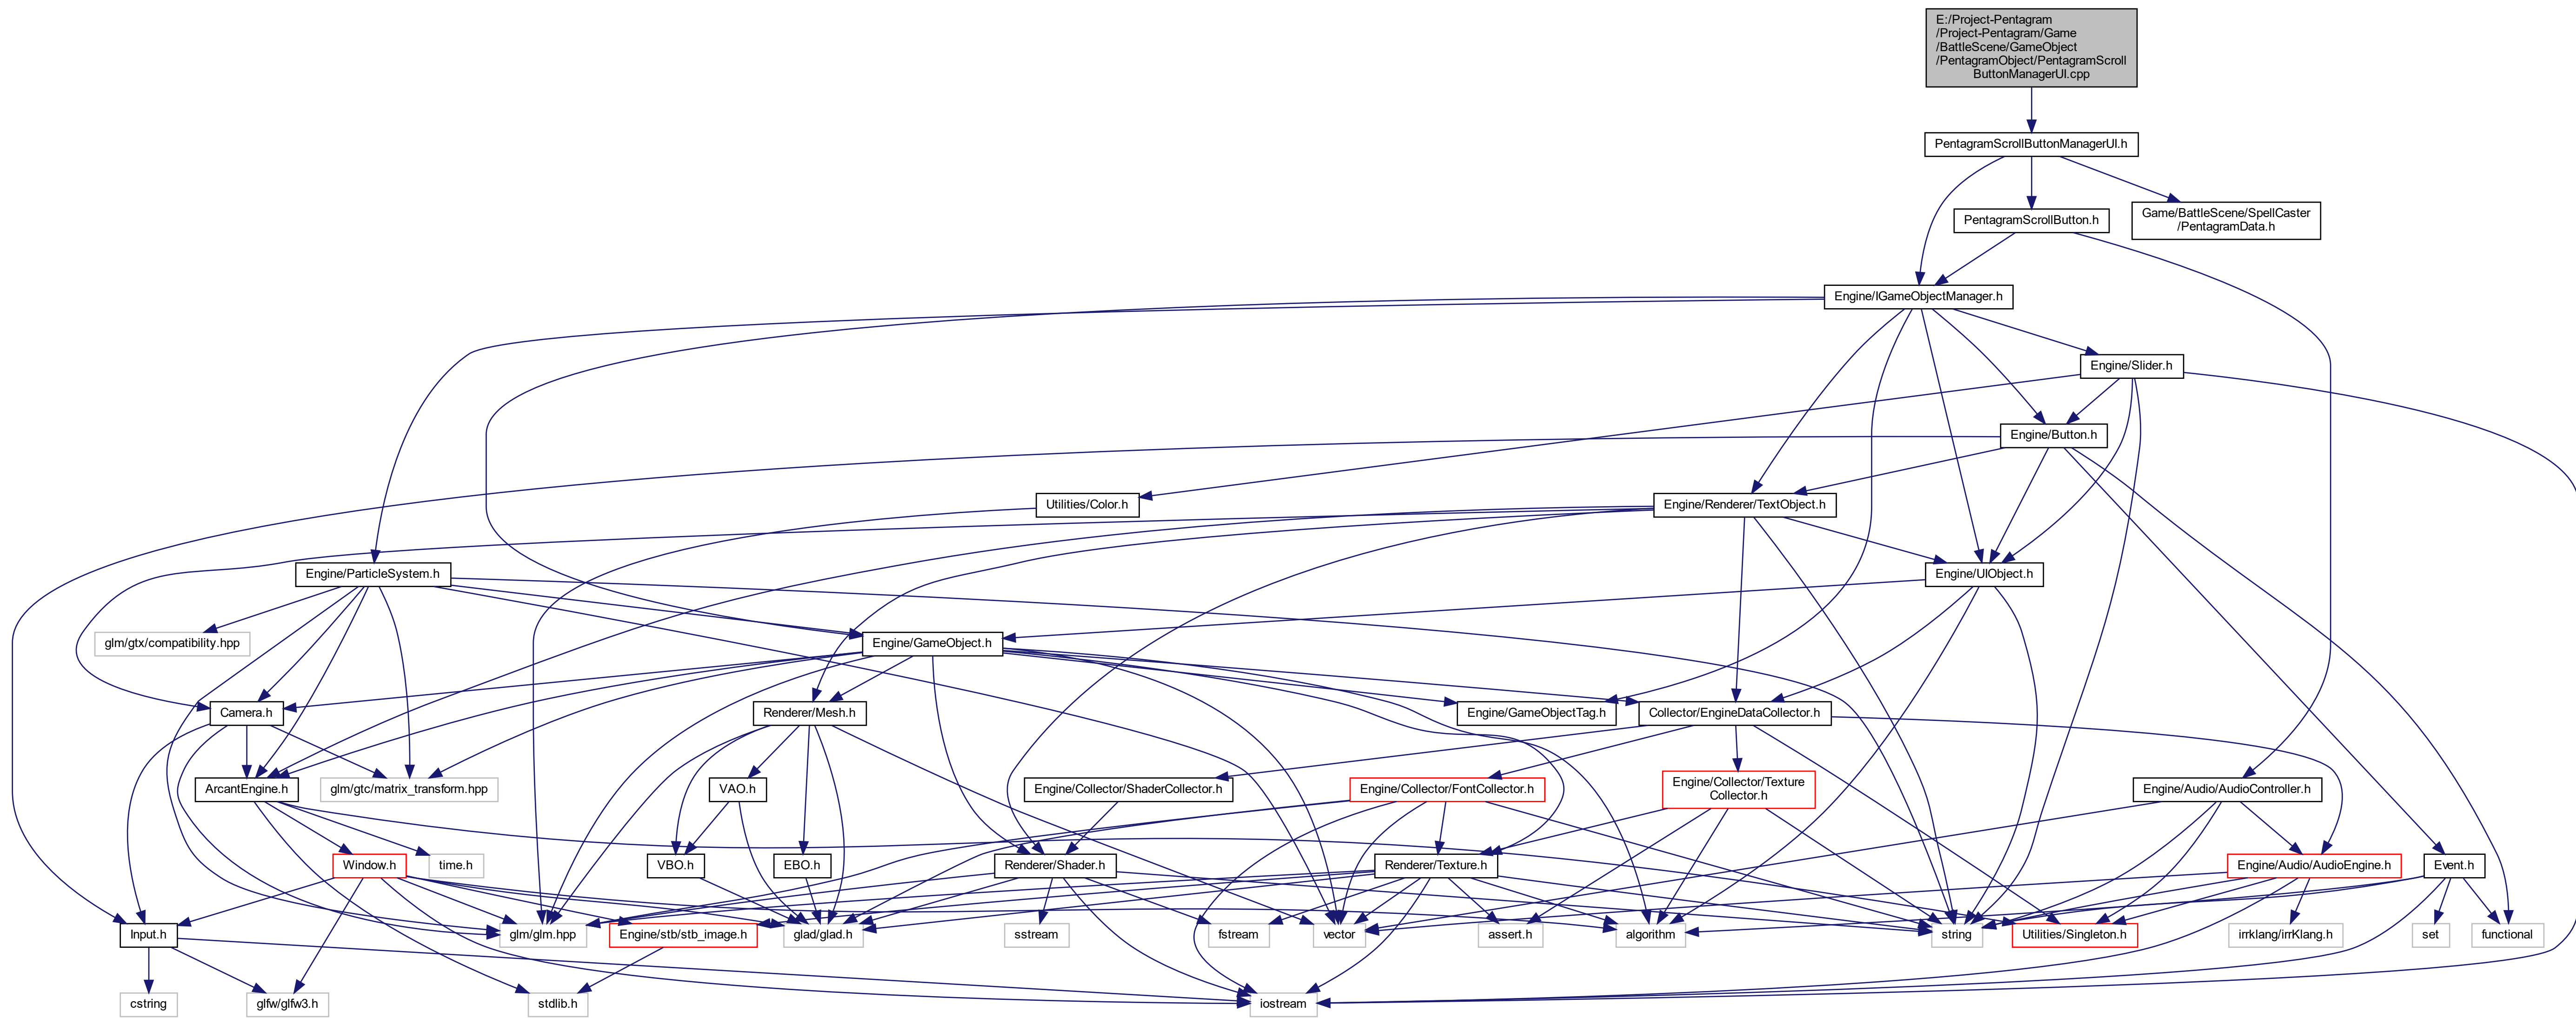 E:/Project-Pentagram
/Project-Pentagram/Game
/BattleScene/GameObject
/PentagramObject/PentagramScroll
ButtonManagerUI.cpp
PentagramScrollButtonManagerUI.h
PentagramScrollButton.h
Game/BattleScene/SpellCaster
/PentagramData.h
Engine/IGameObjectManager.h
Engine/Slider.h
Engine/Button.h
Utilities/Color.h
Engine/Renderer/TextObject.h
Engine/ParticleSystem.h
Engine/UIObject.h
glm/gtx/compatibility.hpp
Engine/GameObject.h
Camera.h
Renderer/Mesh.h
Engine/GameObjectTag.h
Collector/EngineDataCollector.h
ArcantEngine.h
glm/gtc/matrix_transform.hpp
VAO.h
Engine/Collector/ShaderCollector.h
Engine/Collector/FontCollector.h
Engine/Collector/Texture
Collector.h
Engine/Audio/AudioController.h
Window.h
time.h
VBO.h
EBO.h
Renderer/Shader.h
Renderer/Texture.h
Engine/Audio/AudioEngine.h
Event.h
Input.h
glm/glm.hpp
Engine/stb/stb_image.h
glad/glad.h
sstream
fstream
vector
assert.h
algorithm
string
Utilities/Singleton.h
irrklang/irrKlang.h
set
functional
cstring
glfw/glfw3.h
stdlib.h
iostream